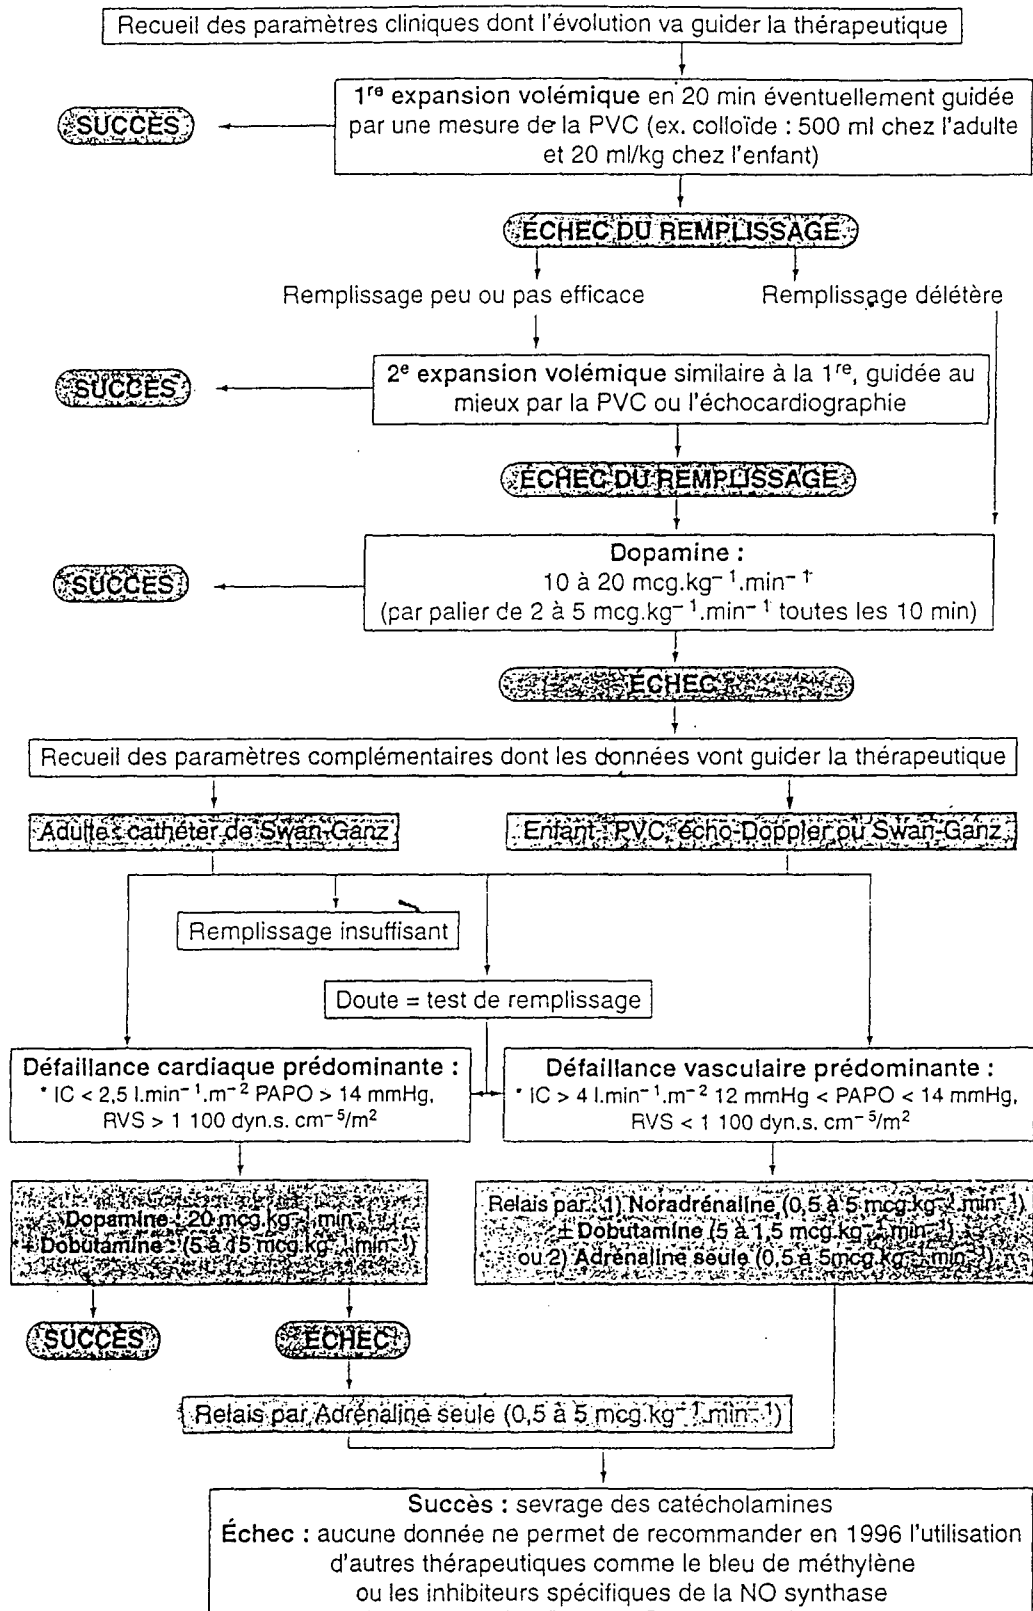 Recueil des paramètres cliniques dont l'évolution va guider la thérapeutique
1re expansion volémique en 20 min éventuellement guidée
par une mesure de la PVC (ex. colloïde : 500 ml chez l'adulte
et 20 ml/kg chez l'enfant)
SUCCÈS
ÉCHEC DU REMPLISSAGE
Remplissage peu ou pas efficace
Remplissage délétère
2e expansion volémique similaire à la 1re, guidée au
mieux par la PVC ou l'échocardiographie
SUCCÈS
ÉCHEC DU REMPLISSAGE
Dopamine :
10 à 20 mcg.kg⁻¹.min⁻¹
(par palier de 2 à 5 mcg.kg⁻¹.min⁻¹ toutes les 10 min)
SUCCÈS
ÉCHEC
Recueil des paramètres complémentaires dont les données vont guider la thérapeutique
Adulte : cathéter de Swan-Ganz
Enfant : PVC, écho-Doppler ou Swan-Ganz
Remplissage insuffisant
Doute = test de remplissage
Défaillance cardiaque prédominante :
* IC < 2,5 l.min⁻¹.m⁻² PAPO > 14 mmHg,
RVS > 1 100 dyn.s. cm⁻⁵/m²
Défaillance vasculaire prédominante :
* IC > 4 l.min⁻¹.m⁻² 12 mmHg < PAPO < 14 mmHg,
RVS < 1 100 dyn.s. cm⁻⁵/m²
Dopamine : 20 mcg.kg⁻¹.min⁻¹
+ Dobutamine : (5 à 15 mcg.kg⁻¹.min⁻¹)
Relais par : 1) Noradrénaline (0,5 à 5 mcg.kg⁻¹.min⁻¹)
± Dobutamine (5 à 1,5 mcg.kg⁻¹.min⁻¹)
ou 2) Adrénaline seule (0,5 à 5mcg.kg⁻¹.min⁻¹)
SUCCÈS
ÉCHEC
Relais par Adrénaline seule (0,5 à 5 mcg.kg⁻¹.min⁻¹)
Succès : sevrage des catécholamines
Échec : aucune donnée ne permet de recommander en 1996 l'utilisation
d'autres thérapeutiques comme le bleu de méthylène
ou les inhibiteurs spécifiques de la NO synthase